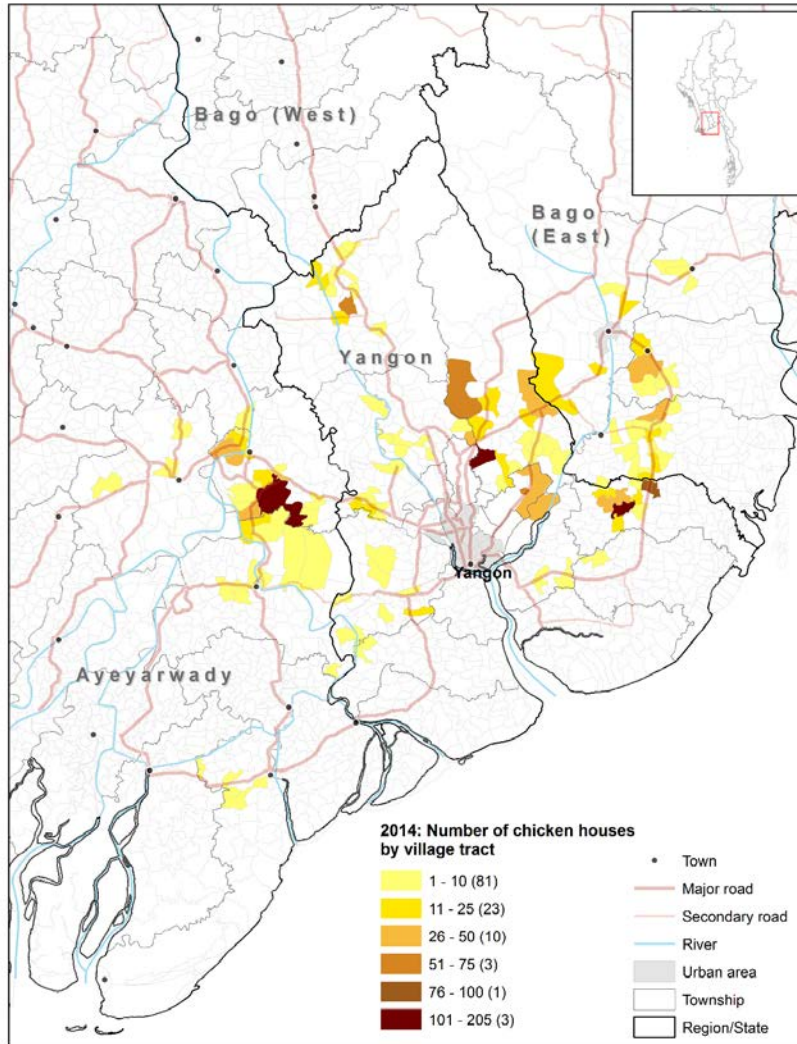 Bago (West)
Bago
(East)
Yangon
Yangon
Ayeyarwady
2014: Number of chicken houses
by village tract
1 - 10 (81)
11 - 25 (23)
26 - 50 (10)
51 - 75 (3)
76 - 100 (1)
101 - 205 (3)
Town
Major road
Secondary road
River
Urban area
Township
Region/State